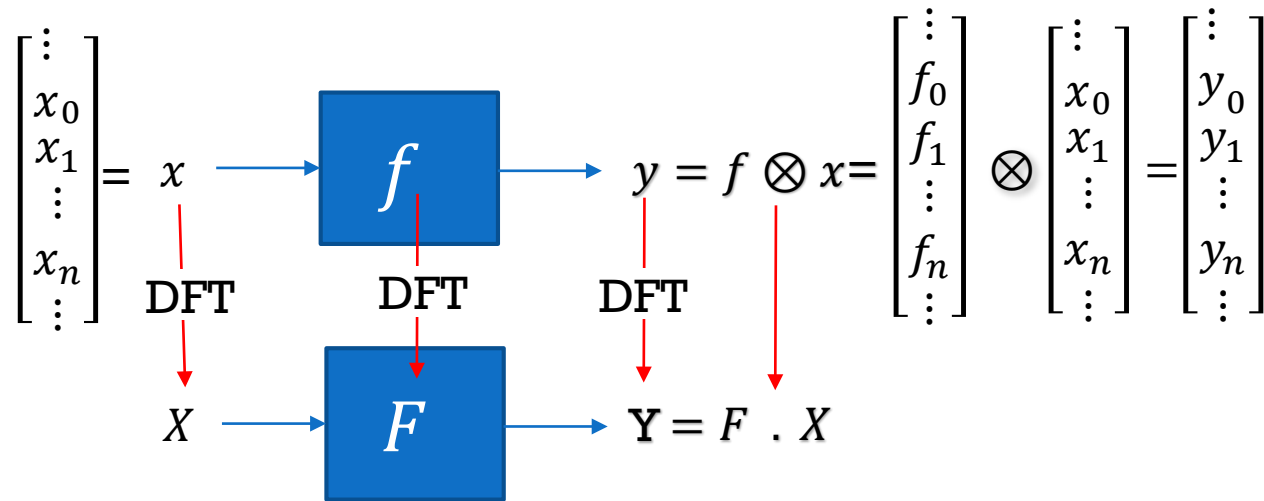 ⋮ x₀ x₁ ⋮ xₙ ⋮ = x
f
y = f ⊗ x = ⋮ f₀ f₁ ⋮ fₙ ⋮ ⊗ ⋮ x₀ x₁ ⋮ xₙ ⋮ = ⋮ y₀ y₁ ⋮ yₙ ⋮
DFT DFT DFT
X
F
Y = F . X